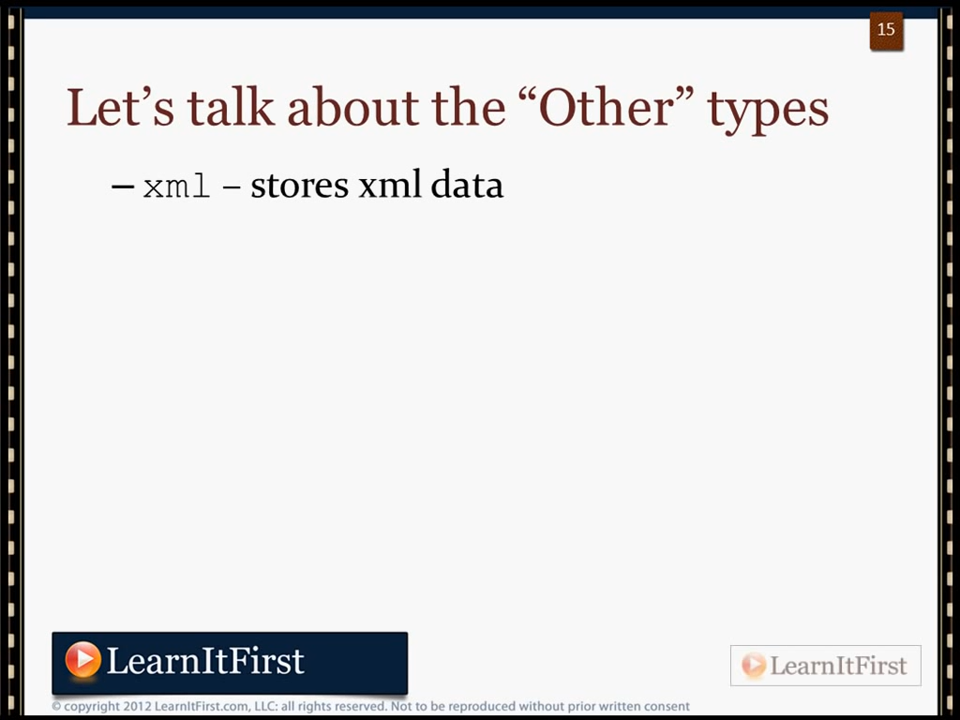 15
Let’s talk about the “Other” types
– xml – stores xml data
LearnItFirst
LearnItFirst
© copyright 2012 LearnItFirst.com, LLC: all rights reserved. Not to be reproduced without prior written consent